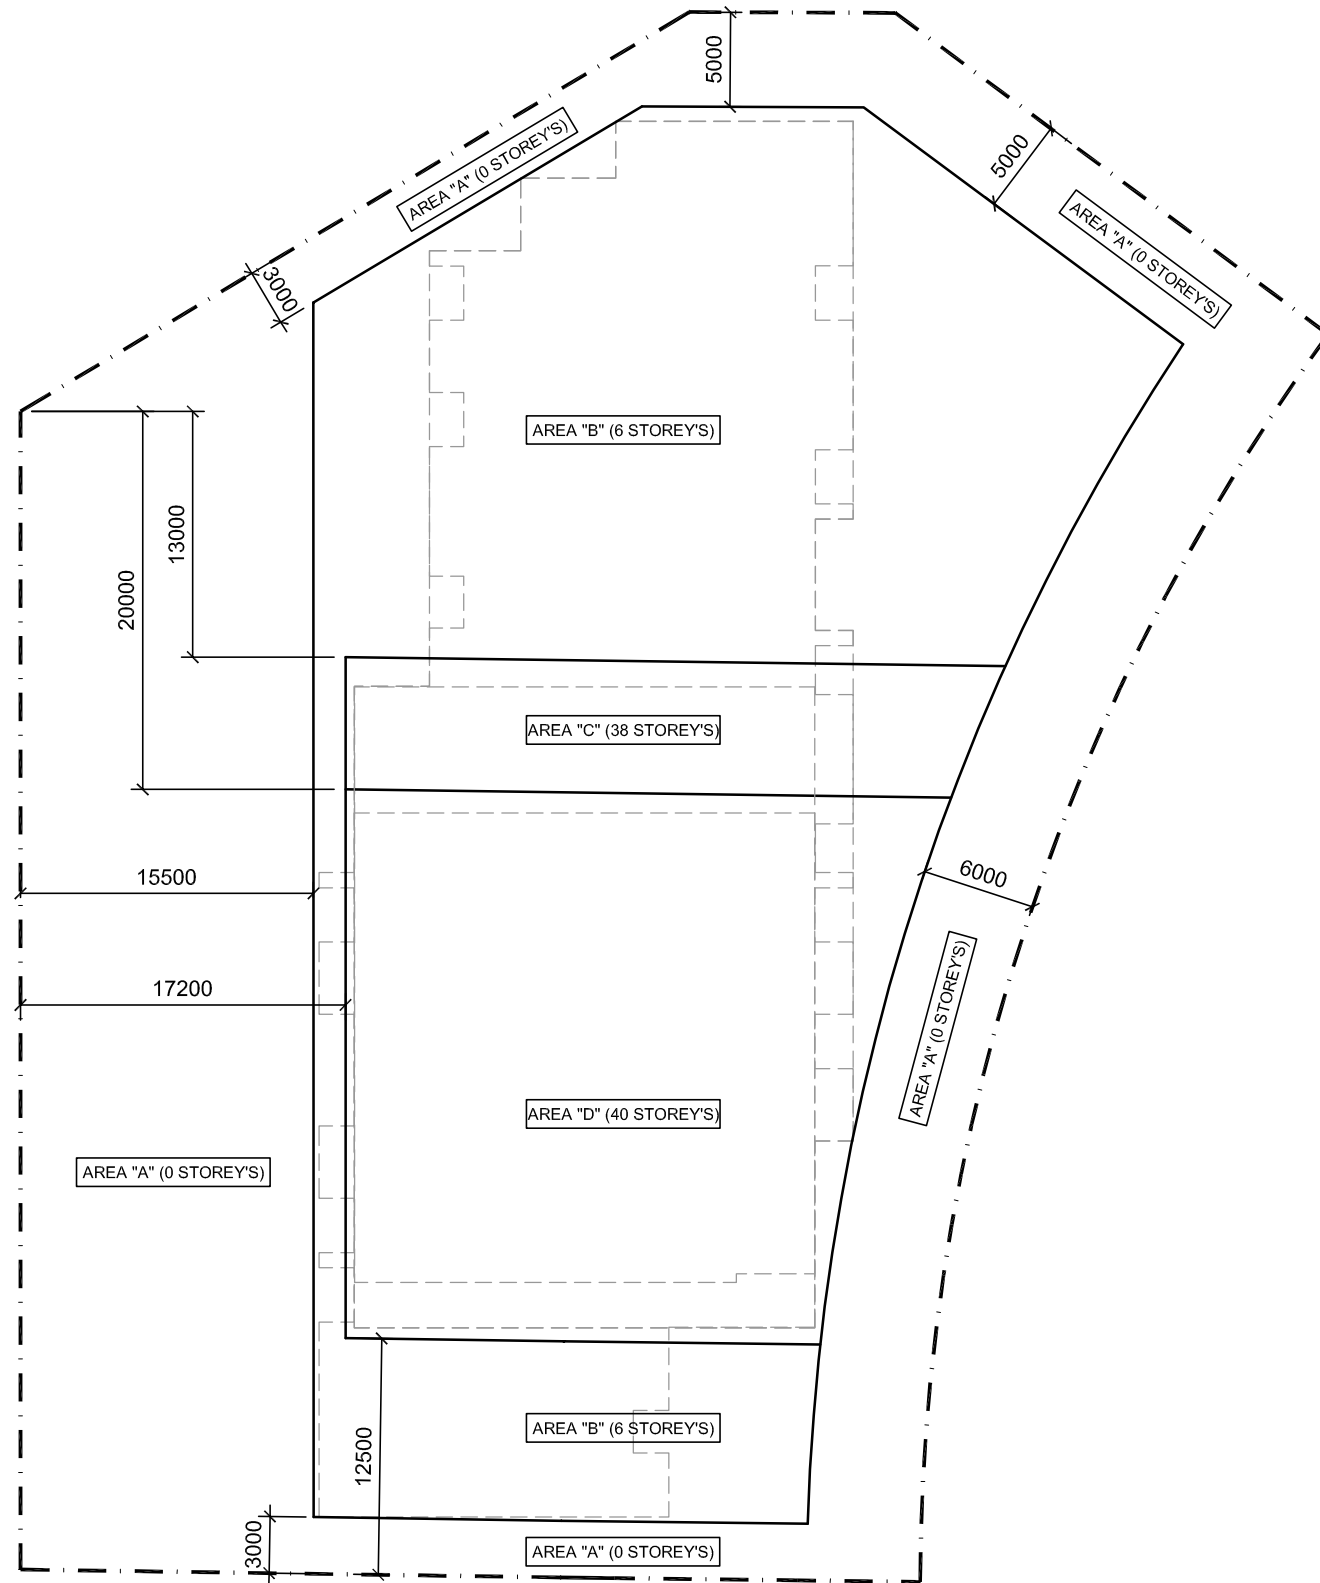 5000
AREA "A" (0 STOREY'S)
5000
AREA "A" (0 STOREY'S)
3000
AREA "B" (6 STOREY'S)
13000
20000
AREA "C" (38 STOREY'S)
15500
6000
17200
AREA "A" (0 STOREY'S)
AREA "D" (40 STOREY'S)
AREA "A" (0 STOREY'S)
AREA "B" (6 STOREY'S)
12500
3000
AREA "A" (0 STOREY'S)